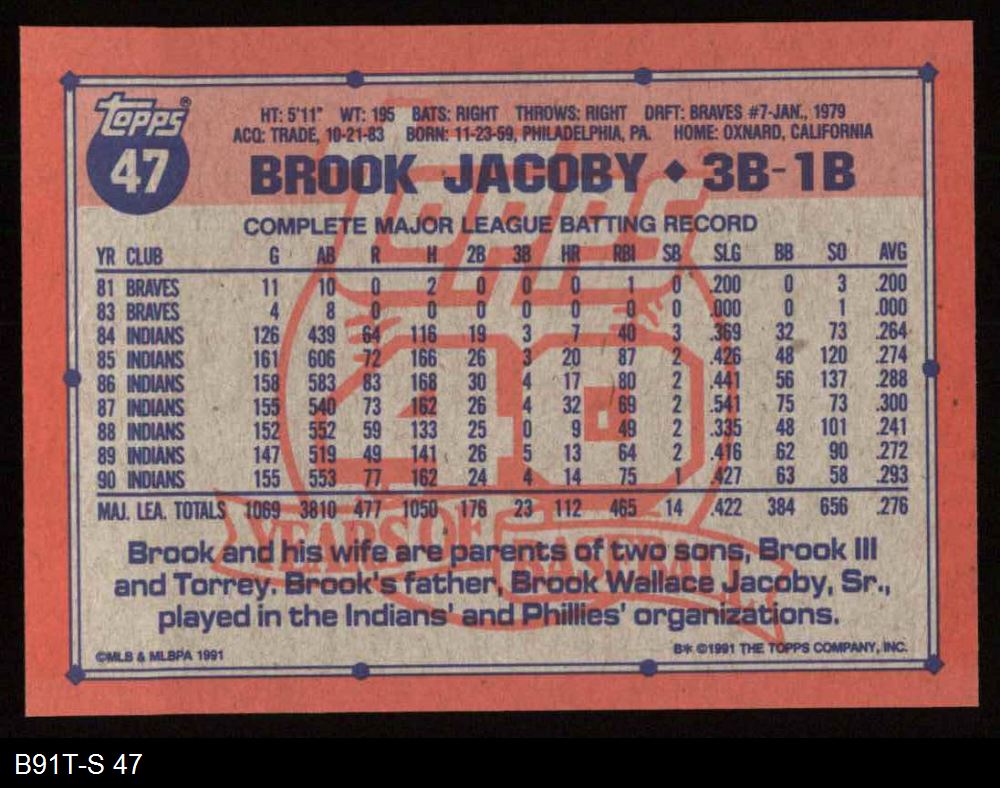 Topps®
47
HT: 5'11" WT: 195 BATS: RIGHT THROWS: RIGHT DRFT: BRAVES #7-JAN., 1979
ACQ: TRADE, 10-21-83 BORN: 11-23-59, PHILADELPHIA, PA. HOME: OXNARD, CALIFORNIA
BROOK JACOBY ◆ 3B-1B
COMPLETE MAJOR LEAGUE BATTING RECORD
YR CLUB G AB R H 2B 3B HR RBI SB SLG BB SO AVG
81 BRAVES 11 10 0 2 0 0 0 1 0 .200 0 3 .200
83 BRAVES 4 8 0 0 0 0 0 0 0 .000 0 1 .000
84 INDIANS 126 439 64 116 19 3 7 40 3 .369 32 73 .264
85 INDIANS 161 606 72 166 26 3 20 87 2 .426 48 120 .274
86 INDIANS 158 583 83 168 30 4 17 80 2 .441 56 137 .288
87 INDIANS 155 540 73 162 26 4 32 69 2 .541 75 73 .300
88 INDIANS 152 552 59 133 25 0 9 49 2 .335 48 101 .241
89 INDIANS 147 519 49 141 26 5 13 64 2 .416 62 90 .272
90 INDIANS 155 553 77 162 24 4 14 75 1 .427 63 58 .293
MAJ. LEA. TOTALS 1069 3810 477 1050 176 23 112 465 14 .422 384 656 .276
Topps
40
YEARS OF BASEBALL
Brook and his wife are parents of two sons, Brook III
and Torrey. Brook's father, Brook Wallace Jacoby, Sr.,
played in the Indians' and Phillies' organizations.
©MLB & MLBPA 1991
B* ©1991 THE TOPPS COMPANY, INC.
B91T-S 47